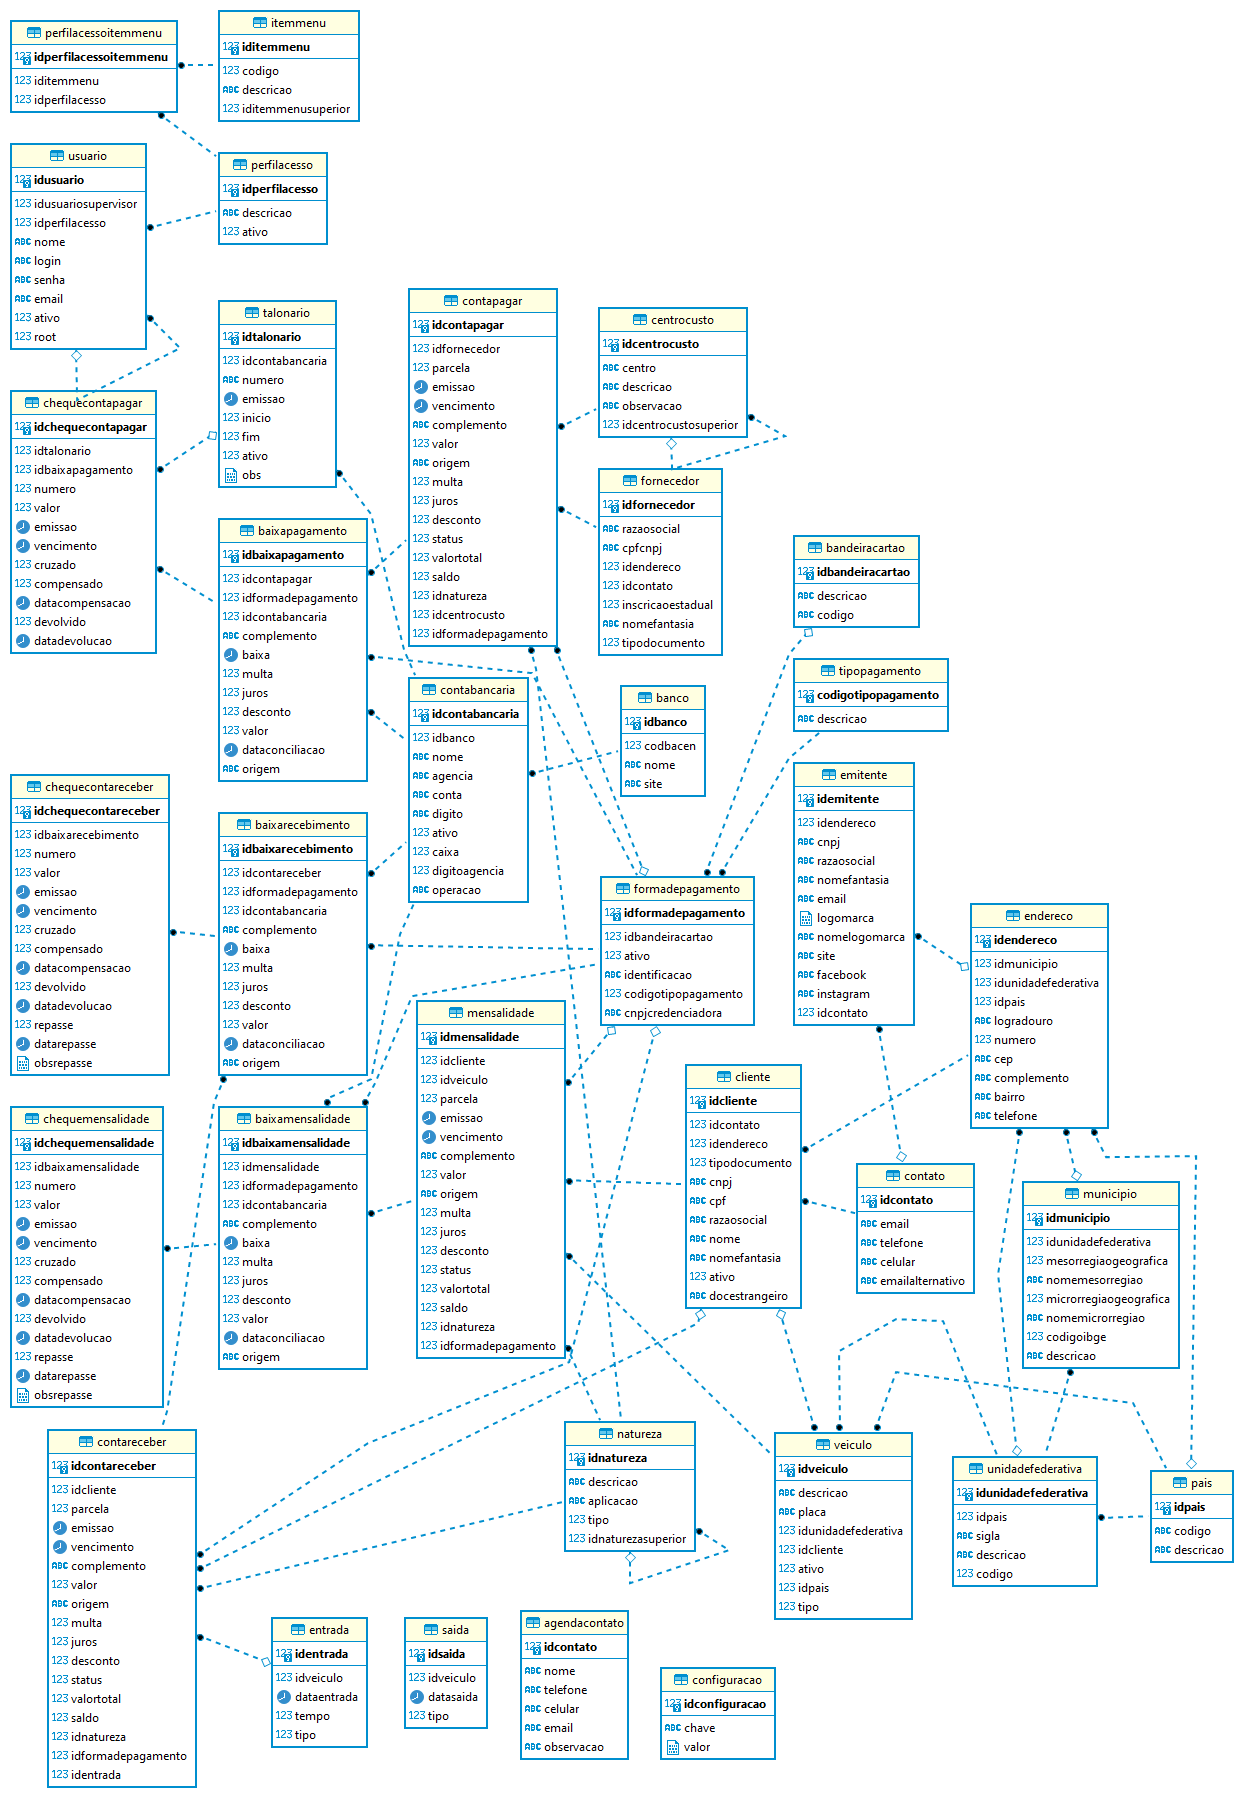 perfilacessoitemmenu
123 idperfilacessoitemmenu
123 iditemmenu
123 idperfilacesso
itemmenu
123 iditemmenu
123 codigo
ABC descricao
123 iditemmenusuperior
usuario
123 idusuario
123 idusuariosupervisor
123 idperfilacesso
ABC nome
ABC login
ABC senha
ABC email
123 ativo
123 root
perfilacesso
123 idperfilacesso
ABC descricao
123 ativo
chequecontapagar
123 idchequecontapagar
123 idtalonario
123 idbaixapagamento
123 numero
123 valor
emissao
vencimento
123 cruzado
123 compensado
datacompensacao
123 devolvido
datadevolucao
talonario
123 idtalonario
123 idcontabancaria
ABC numero
emissao
123 inicio
123 fim
123 ativo
obs
contapagar
123 idcontapagar
123 idfornecedor
123 parcela
emissao
vencimento
ABC complemento
123 valor
ABC origem
123 multa
123 juros
123 desconto
123 status
123 valortotal
123 saldo
123 idnatureza
123 idcentrocusto
123 idformadepagamento
centrocusto
123 idcentrocusto
ABC centro
ABC descricao
ABC observacao
123 idcentrocustosuperior
fornecedor
123 idfornecedor
ABC razaosocial
ABC cpfcnpj
123 idendereco
123 idcontato
123 inscricaoestadual
ABC nomefantasia
123 tipodocumento
baixapagamento
123 idbaixapagamento
123 idcontapagar
123 idformadepagamento
123 idcontabancaria
ABC complemento
baixa
123 multa
123 juros
123 desconto
123 valor
dataconciliacao
ABC origem
bandeiracartao
123 idbandeiracartao
ABC descricao
ABC codigo
tipopagamento
123 codigotipopagamento
ABC descricao
contabancaria
123 idcontabancaria
123 idbanco
ABC nome
ABC agencia
ABC conta
ABC digito
123 ativo
123 caixa
123 digitoagencia
ABC operacao
banco
123 idbanco
123 codbacen
ABC nome
ABC site
emitente
123 idemitente
123 idendereco
ABC cnpj
ABC razaosocial
ABC nomefantasia
ABC email
logomarca
ABC nomelogomarca
ABC site
ABC facebook
ABC instagram
123 idcontato
chequecontareceber
123 idchequecontareceber
123 idbaixarecebimento
123 numero
123 valor
emissao
vencimento
123 cruzado
123 compensado
datacompensacao
123 devolvido
datadevolucao
123 repasse
datarepasse
obsrepasse
baixarecebimento
123 idbaixarecebimento
123 idcontareceber
123 idformadepagamento
123 idcontabancaria
ABC complemento
baixa
123 multa
123 juros
123 desconto
123 valor
dataconciliacao
ABC origem
formadepagamento
123 idformadepagamento
123 idbandeiracartao
123 ativo
ABC identificacao
123 codigotipopagamento
ABC cnpjcredenciadora
endereco
123 idendereco
123 idmunicipio
123 idunidadefederativa
123 idpais
ABC logradouro
123 numero
ABC cep
ABC complemento
ABC bairro
ABC telefone
mensalidade
123 idmensalidade
123 idcliente
123 idveiculo
123 parcela
emissao
vencimento
ABC complemento
123 valor
ABC origem
123 multa
123 juros
123 desconto
123 status
123 valortotal
123 saldo
123 idnatureza
123 idformadepagamento
cliente
123 idcliente
123 idcontato
123 idendereco
123 tipodocumento
ABC cnpj
ABC cpf
ABC razaosocial
ABC nome
ABC nomefantasia
123 ativo
ABC docestrangeiro
chequemensalidade
123 idchequemensalidade
123 idbaixamensalidade
123 numero
123 valor
emissao
vencimento
123 cruzado
123 compensado
datacompensacao
123 devolvido
datadevolucao
123 repasse
datarepasse
obsrepasse
baixamensalidade
123 idbaixamensalidade
123 idmensalidade
123 idformadepagamento
123 idcontabancaria
ABC complemento
baixa
123 multa
123 juros
123 desconto
123 valor
dataconciliacao
ABC origem
contato
123 idcontato
ABC email
ABC telefone
ABC celular
ABC emailalternativo
municipio
123 idmunicipio
123 idunidadefederativa
123 mesorregiaogeografica
ABC nomemesorregiao
123 microrregiaogeografica
ABC nomemicrorregiao
123 codigoibge
ABC descricao
contareceber
123 idcontareceber
123 idcliente
123 parcela
emissao
vencimento
ABC complemento
123 valor
ABC origem
123 multa
123 juros
123 desconto
123 status
123 valortotal
123 saldo
123 idnatureza
123 idformadepagamento
123 identrada
natureza
123 idnatureza
ABC descricao
ABC aplicacao
123 tipo
123 idnaturezasuperior
veiculo
123 idveiculo
ABC descricao
ABC placa
123 idunidadefederativa
123 idcliente
123 ativo
123 idpais
123 tipo
unidadefederativa
123 idunidadefederativa
123 idpais
ABC sigla
ABC descricao
123 codigo
pais
123 idpais
ABC codigo
ABC descricao
entrada
123 identrada
123 idveiculo
dataentrada
123 tempo
123 tipo
saida
123 idsaida
123 idveiculo
datasaida
123 tipo
agendacontato
123 idcontato
ABC nome
ABC telefone
ABC celular
ABC email
ABC observacao
configuracao
123 idconfiguracao
ABC chave
valor